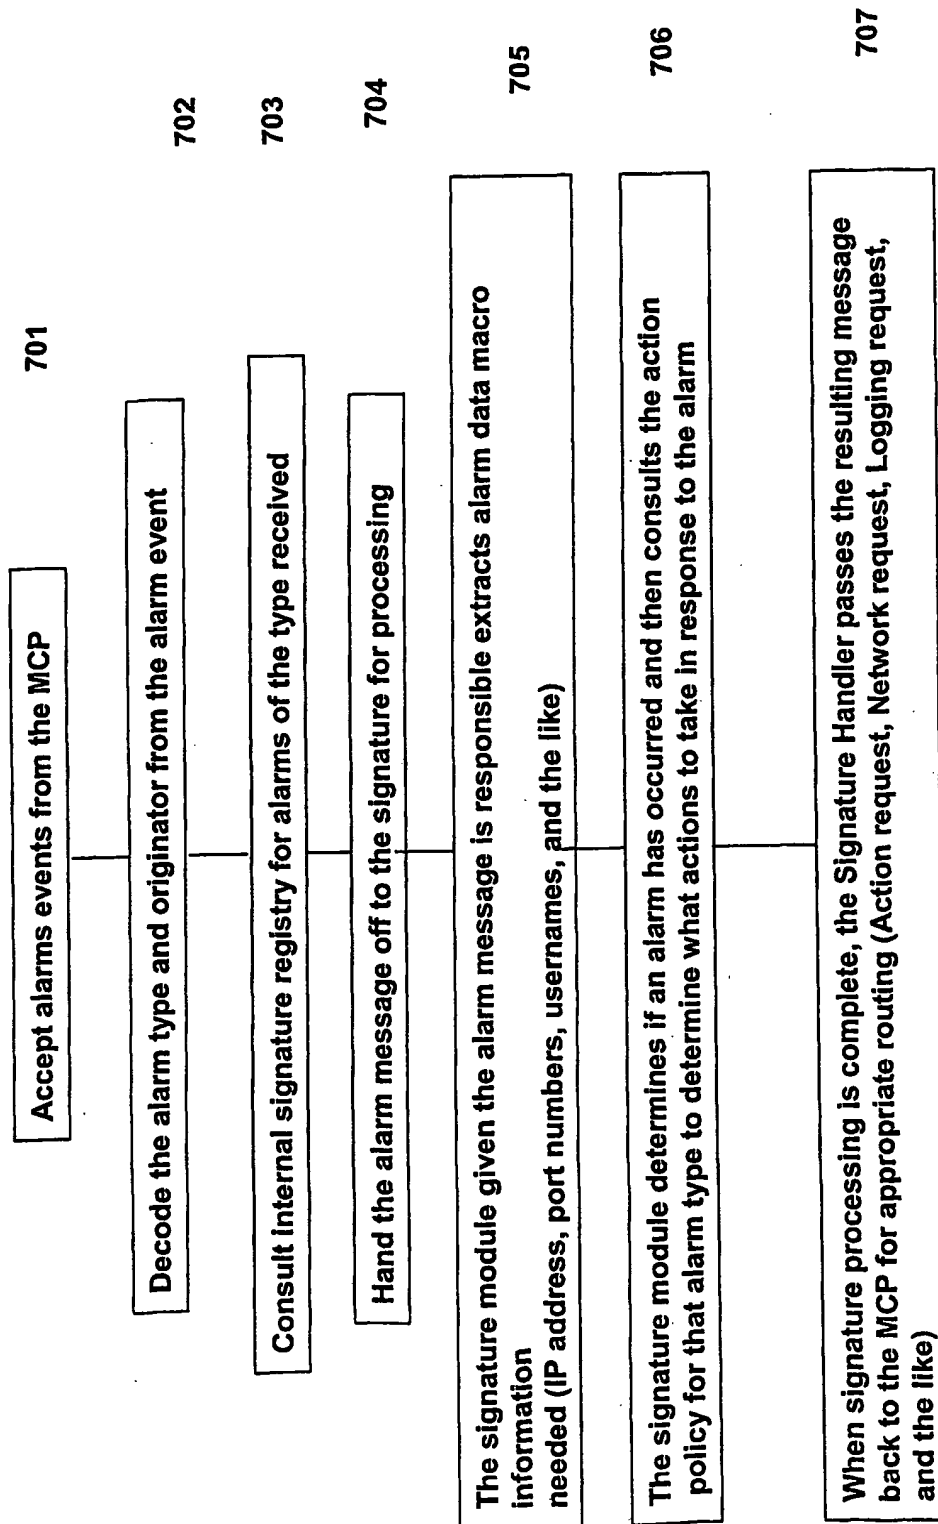 701
Accept alarms events from the MCP
702
Decode the alarm type and originator from the alarm event
703
Consult internal signature registry for alarms of the type received
704
Hand the alarm message off to the signature for processing
705
The signature module given the alarm message is responsible extracts alarm data macro
information
needed (IP address, port numbers, usernames, and the like)
706
The signature module determines if an alarm has occurred and then consults the action
policy for that alarm type to determine what actions to take in response to the alarm
707
When signature processing is complete, the Signature Handler passes the resulting message
back to the MCP for appropriate routing (Action request, Network request, Logging request,
and the like)